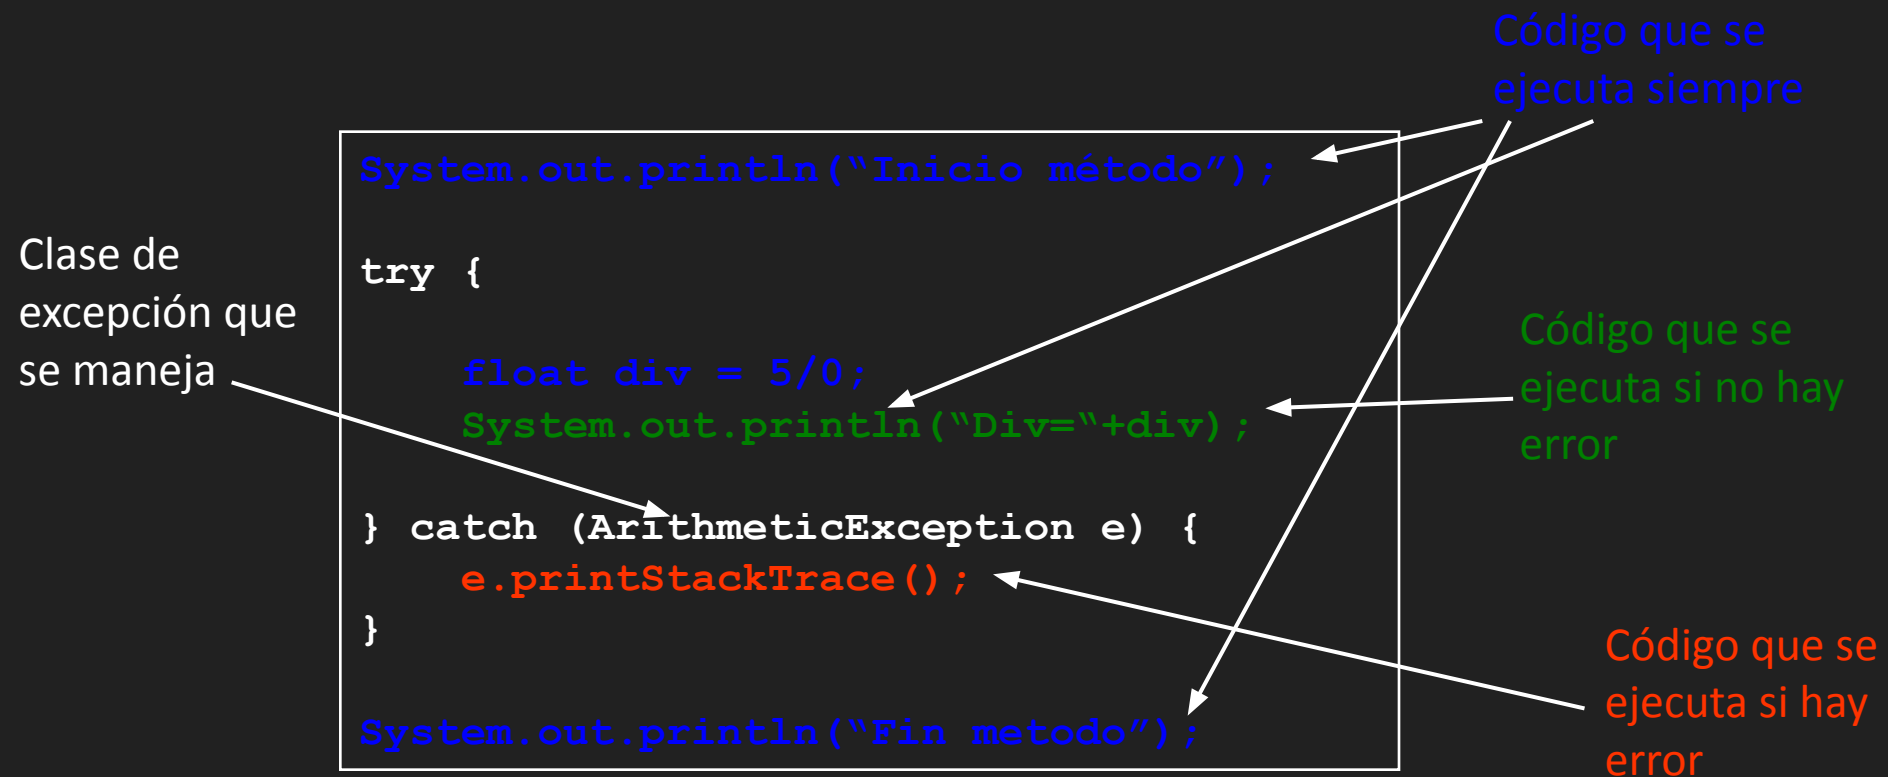 Código que se
ejecuta siempre
System.out.println(“Inicio método”);
Clase de
excepción que
se maneja
try {
float div = 5/0;
System.out.println(“Div=“+div);
Código que se
ejecuta si no hay
error
} catch (ArithmeticException e) {
e.printStackTrace();
}
System.out.println(“Fin metodo”);
Código que se
ejecuta si hay
error